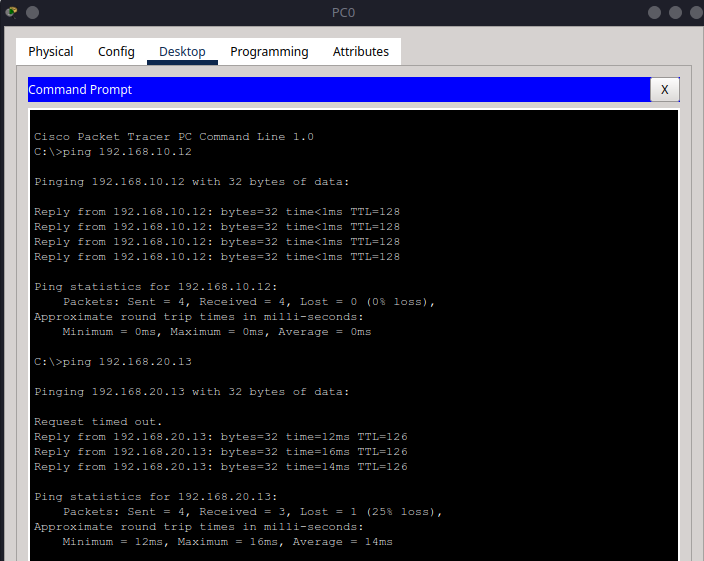 PC0
Physical Config Desktop Programming Attributes
Command Prompt
X
Cisco Packet Tracer PC Command Line 1.0
C:\>ping 192.168.10.12
Pinging 192.168.10.12 with 32 bytes of data:
Reply from 192.168.10.12: bytes=32 time<1ms TTL=128
Reply from 192.168.10.12: bytes=32 time<1ms TTL=128
Reply from 192.168.10.12: bytes=32 time<1ms TTL=128
Reply from 192.168.10.12: bytes=32 time<1ms TTL=128
Ping statistics for 192.168.10.12:
Packets: Sent = 4, Received = 4, Lost = 0 (0% loss),
Approximate round trip times in milli-seconds:
Minimum = 0ms, Maximum = 0ms, Average = 0ms
C:\>ping 192.168.20.13
Pinging 192.168.20.13 with 32 bytes of data:
Request timed out.
Reply from 192.168.20.13: bytes=32 time=12ms TTL=126
Reply from 192.168.20.13: bytes=32 time=16ms TTL=126
Reply from 192.168.20.13: bytes=32 time=14ms TTL=126
Ping statistics for 192.168.20.13:
Packets: Sent = 4, Received = 3, Lost = 1 (25% loss),
Approximate round trip times in milli-seconds:
Minimum = 12ms, Maximum = 16ms, Average = 14ms